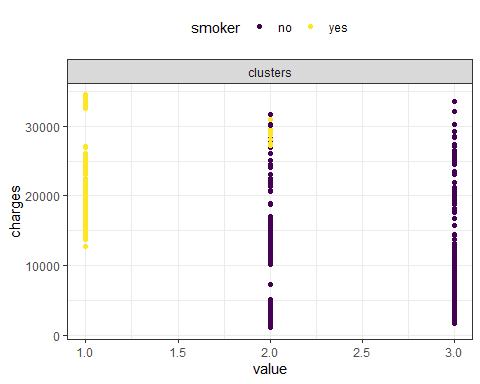 smoker no yes
clusters
30000
20000
10000
0
charges
1.0 1.5 2.0 2.5 3.0
value